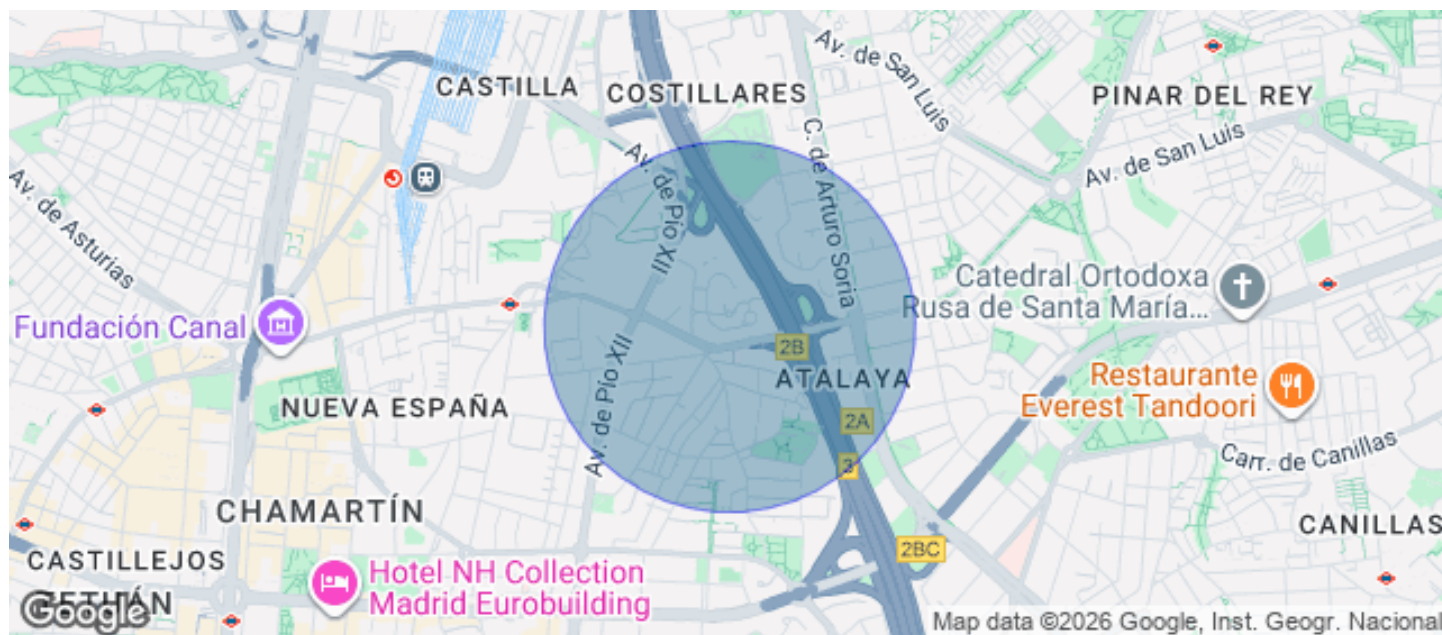 Av. de San Luis
CASTILLA
COSTILLARES
PINAR DEL REY
C. de Arturo Soria
Av. de San Luis
Av. de Pío XII
Av. de Asturias
Catedral Ortodoxa
Rusa de Santa María...
Fundación Canal
2B
Av. de Pío XII
ATALAYA
Restaurante
Everest Tandoori
NUEVA ESPAÑA
2A
Carr. de Canillas
3
CHAMARTÍN
CANILLAS
2BC
CASTILLEJOS
Hotel NH Collection
Madrid Eurobuilding
Google
Map data ©2026 Google, Inst. Geogr. Nacional